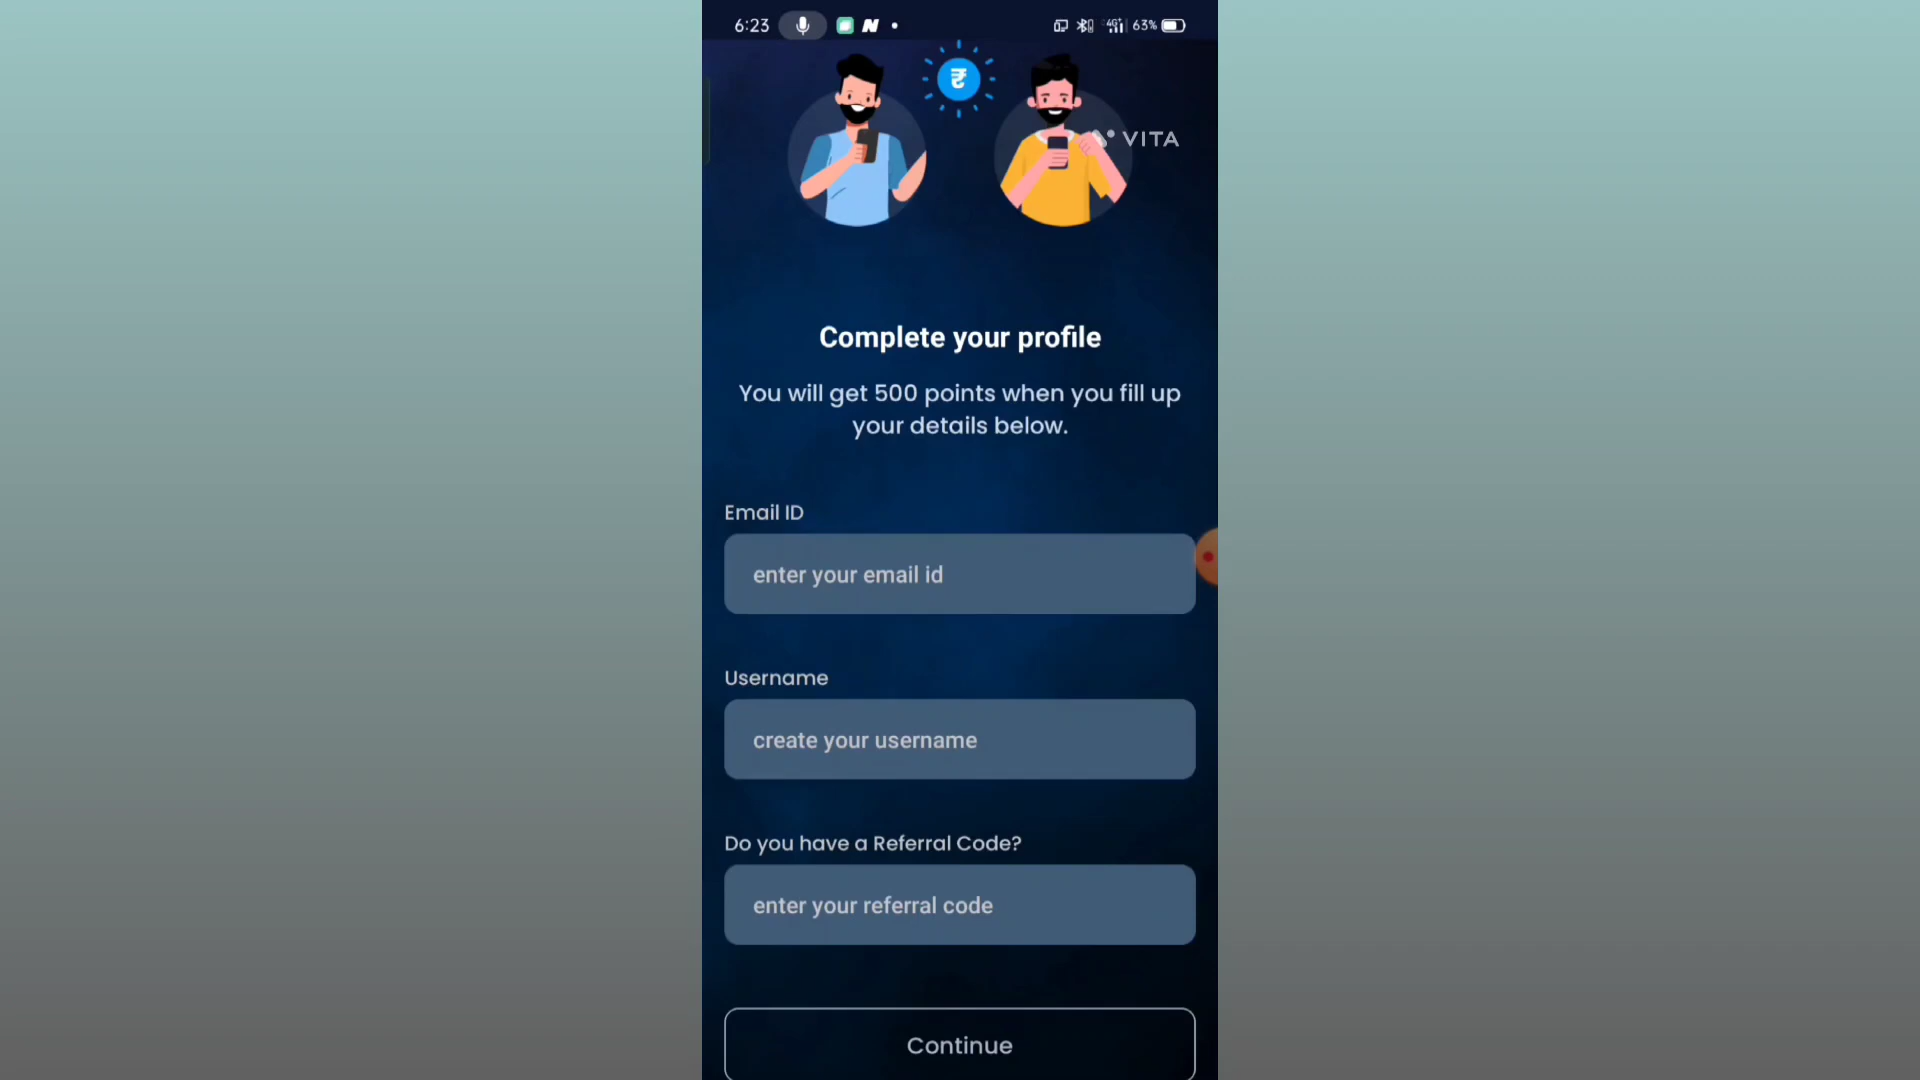 6:23
4G+ 63%
VITA
Complete your profile
You will get 500 points when you fill up
your details below.
Email ID
enter your email id
Username
create your username
Do you have a Referral Code?
enter your referral code
Continue